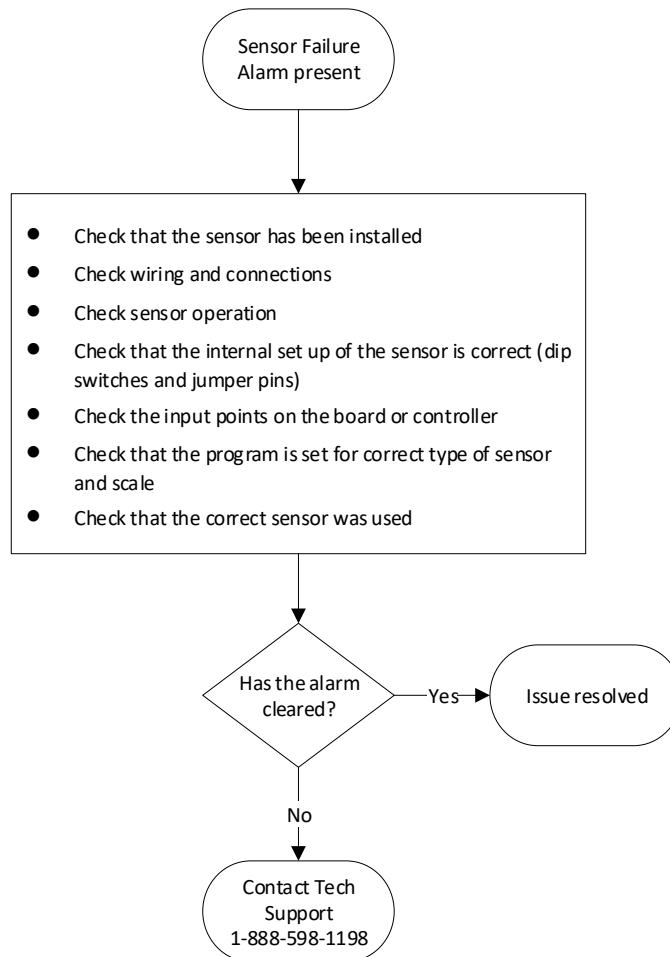 Sensor Failure
Alarm present
● Check that the sensor has been installed
● Check wiring and connections
● Check sensor operation
● Check that the internal set up of the sensor is correct (dip
switches and jumper pins)
● Check the input points on the board or controller
● Check that the program is set for correct type of sensor
and scale
● Check that the correct sensor was used
Has the alarm
cleared?
Yes
Issue resolved
No
Contact Tech
Support
1-888-598-1198